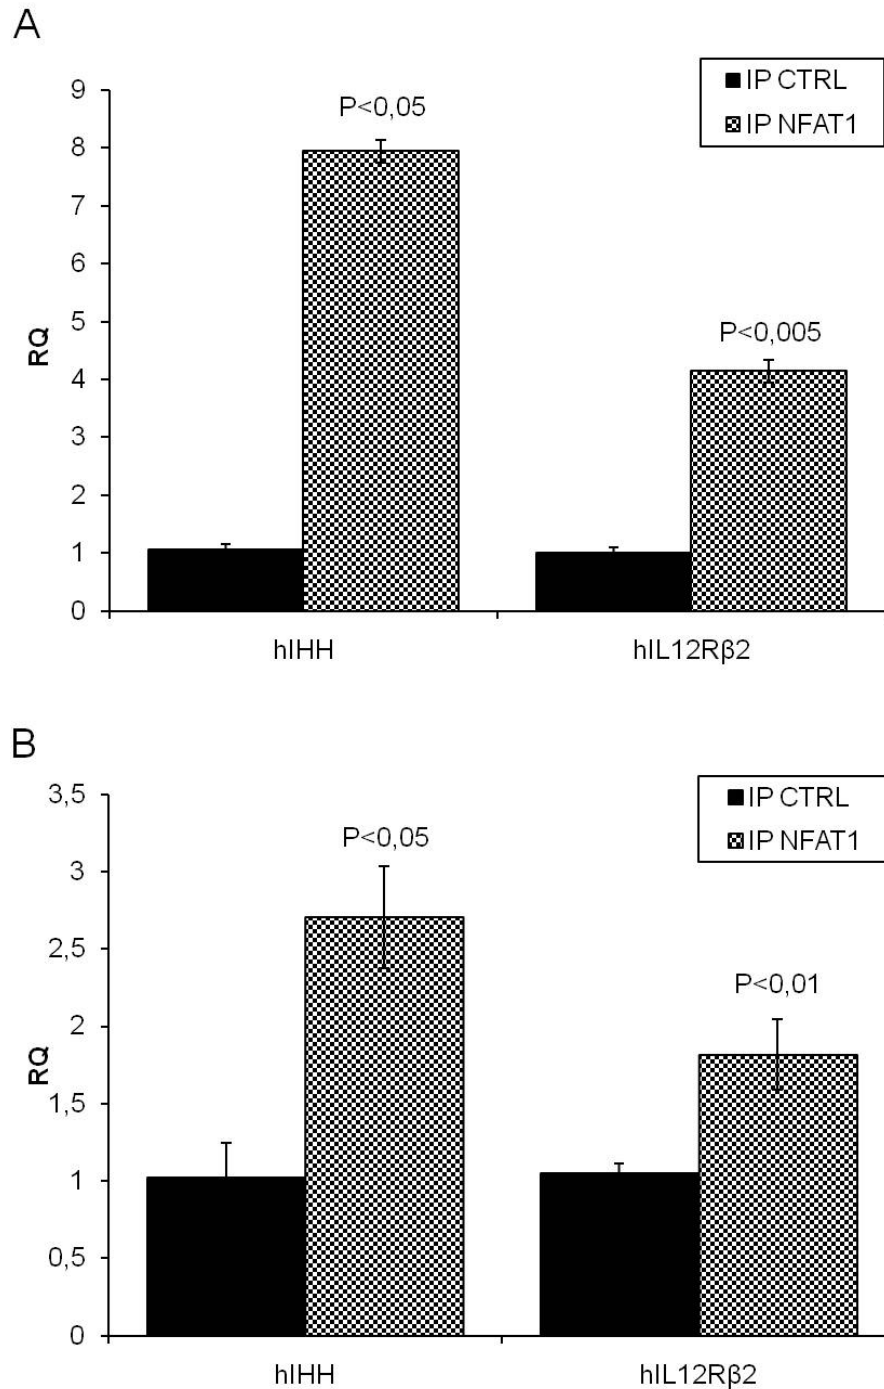 A
IP CTRL
IP NFAT1
9
8
7
6
5
4
3
2
1
0
RQ
P<0,05
P<0,005
hIHH
hIL12Rβ2
B
IP CTRL
IP NFAT1
3,5
3
2,5
2
1,5
1
0,5
0
RQ
P<0,05
P<0,01
hIHH
hIL12Rβ2